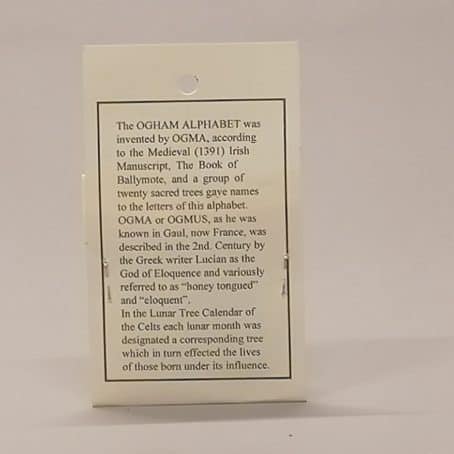 The OGHAM ALPHABET was
invented by OGMA, according
to the Medieval (1391) Irish
Manuscript, The Book of
Ballymote, and a group of
twenty sacred trees gave names
to the letters of this alphabet.
OGMA or OGMUS, as he was
known in Gaul, now France, was
described in the 2nd. Century by
the Greek writer Lucian as the
God of Eloquence and variously
referred to as “honey tongued”
and “eloquent”.
In the Lunar Tree Calendar of
the Celts each lunar month was
designated a corresponding tree
which in turn effected the lives
of those born under its influence.